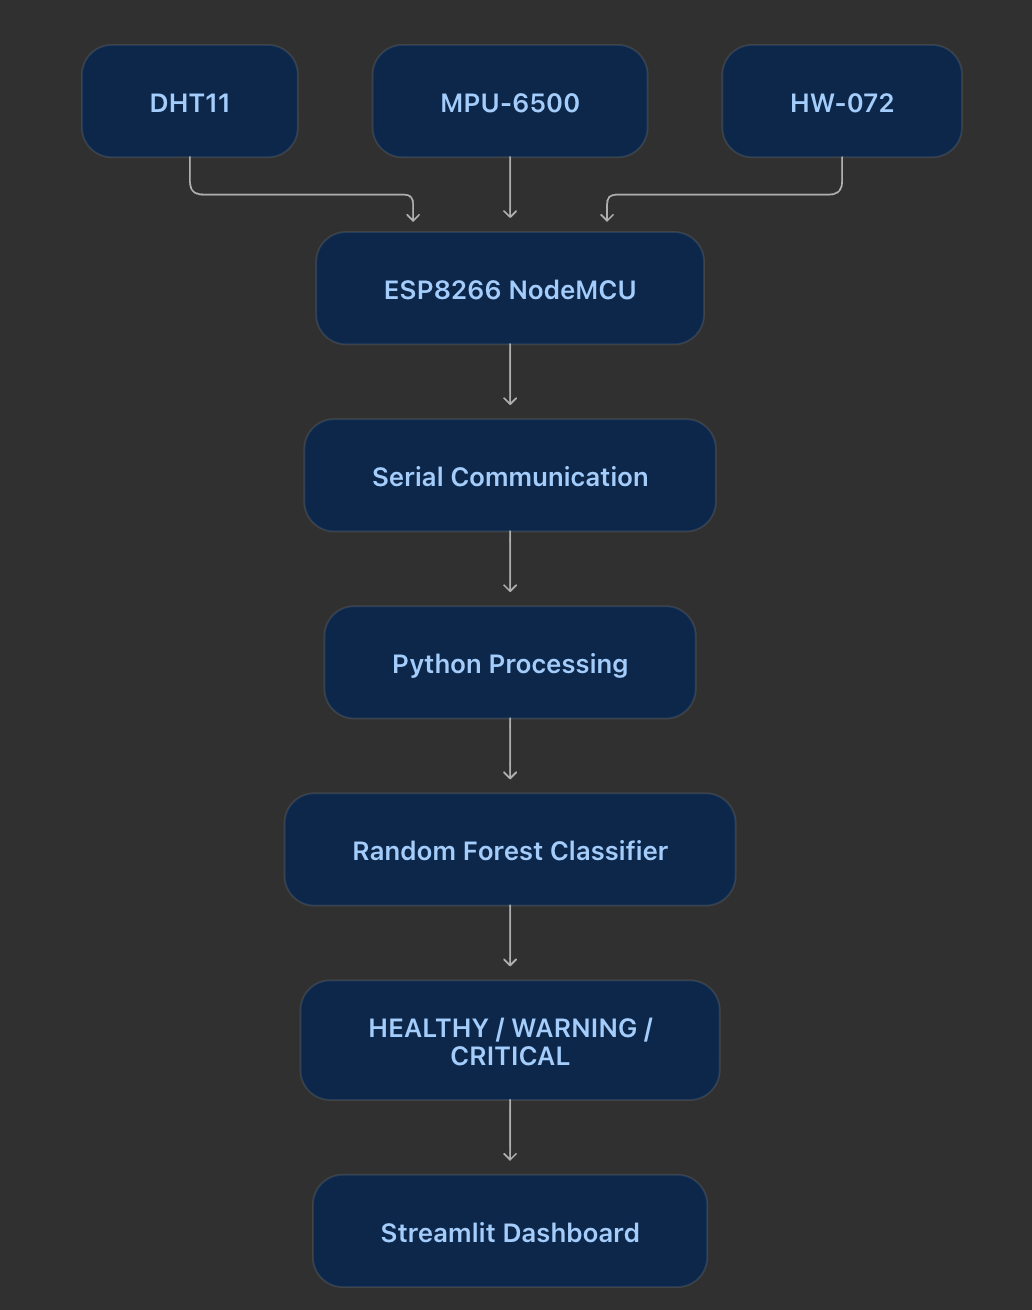 DHT11
MPU-6500
HW-072
ESP8266 NodeMCU
Serial Communication
Python Processing
Random Forest Classifier
HEALTHY / WARNING /
CRITICAL
Streamlit Dashboard